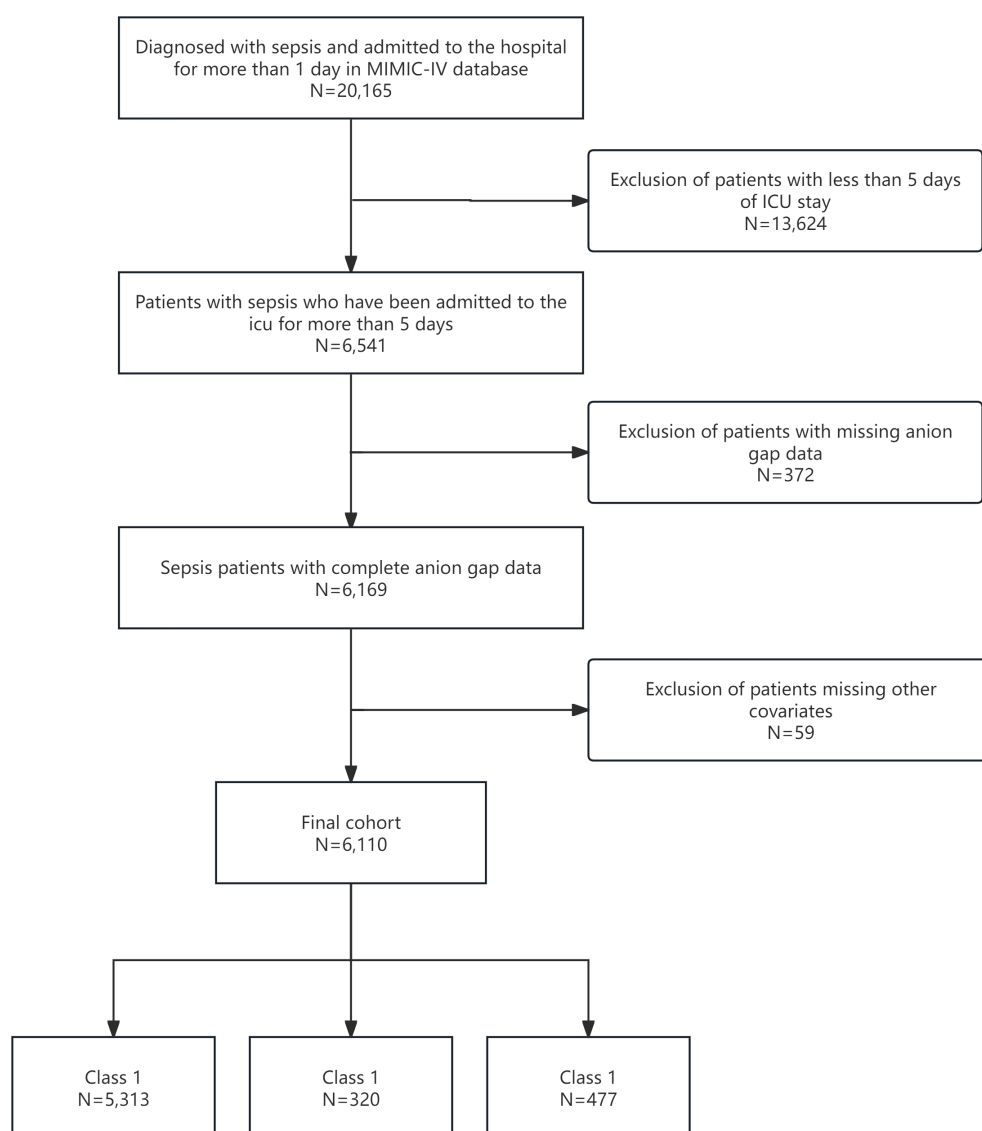 Diagnosed with sepsis and admitted to the hospital
for more than 1 day in MIMIC-IV database
N=20,165
Exclusion of patients with less than 5 days
of ICU stay
N=13,624
Patients with sepsis who have been admitted to the
icu for more than 5 days
N=6,541
Exclusion of patients with missing anion
gap data
N=372
Sepsis patients with complete anion gap data
N=6,169
Exclusion of patients missing other
covariates
N=59
Final cohort
N=6,110
Class 1
N=5,313
Class 1
N=320
Class 1
N=477